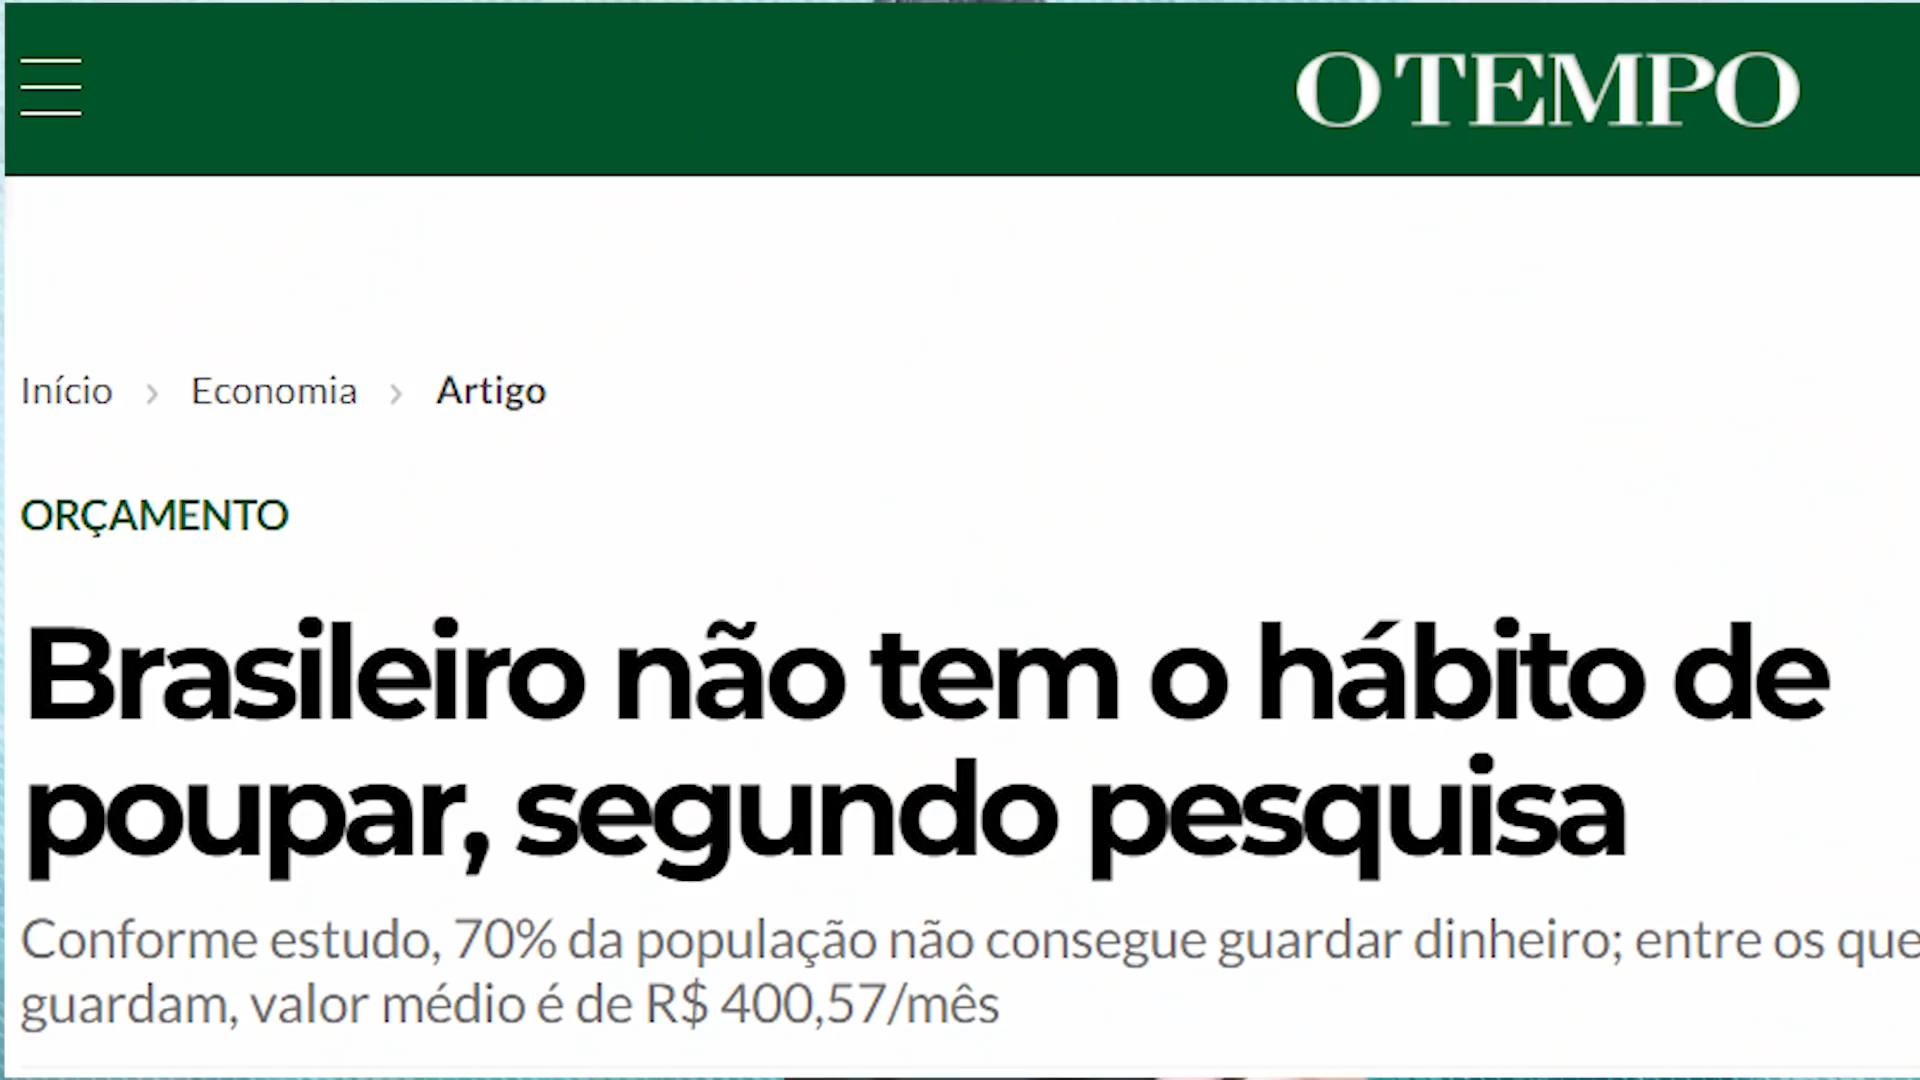 O TEMPO
Início > Economia > Artigo
ORÇAMENTO
Brasileiro não tem o hábito de
poupar, segundo pesquisa
Conforme estudo, 70% da população não consegue guardar dinheiro; entre os que
guardam, valor médio é de R$ 400,57/mês